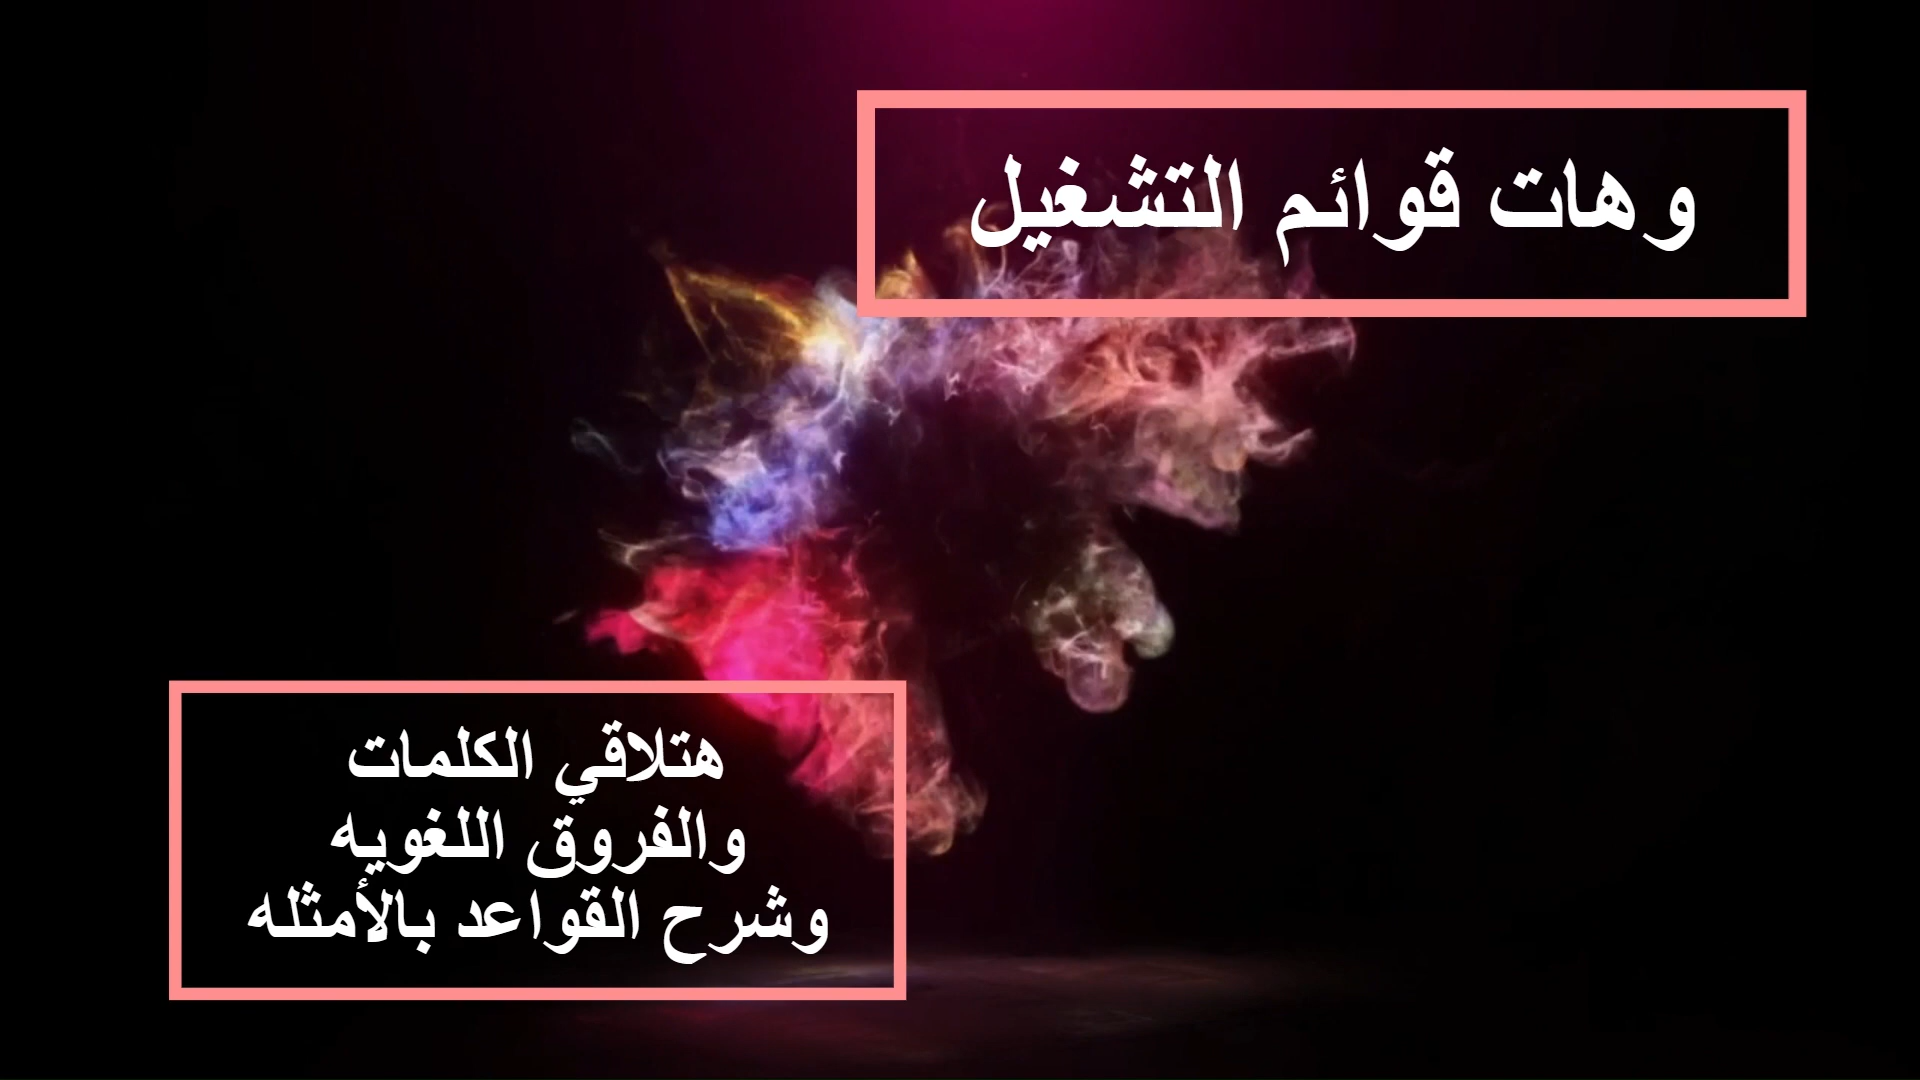 وهات قوائم التشغيل
هتلاقي الكلمات
والفروق اللغويه
وشرح القواعد بالأمثله